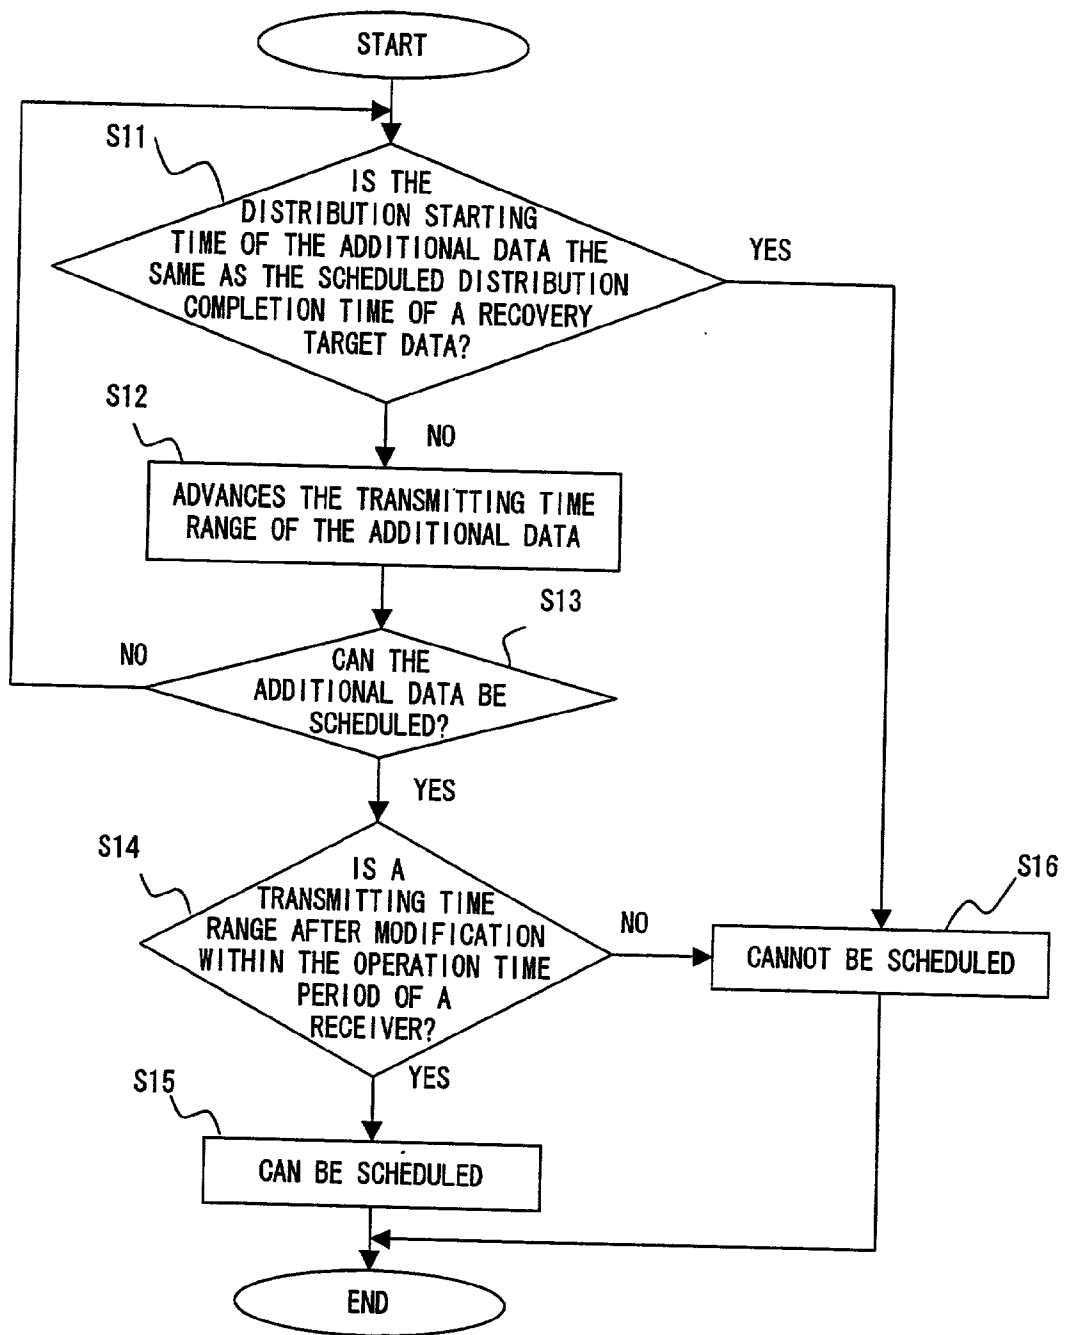 START
S11
IS THE
DISTRIBUTION STARTING
TIME OF THE ADDITIONAL DATA THE
SAME AS THE SCHEDULED DISTRIBUTION
COMPLETION TIME OF A RECOVERY
TARGET DATA?
YES
S12
NO
ADVANCES THE TRANSMITTING TIME
RANGE OF THE ADDITIONAL DATA
S13
NO
CAN THE
ADDITIONAL DATA BE
SCHEDULED?
YES
S14
IS A
TRANSMITTING TIME
RANGE AFTER MODIFICATION
WITHIN THE OPERATION TIME
PERIOD OF A
RECEIVER?
NO
S16
CANNOT BE SCHEDULED
YES
S15
CAN BE SCHEDULED
END